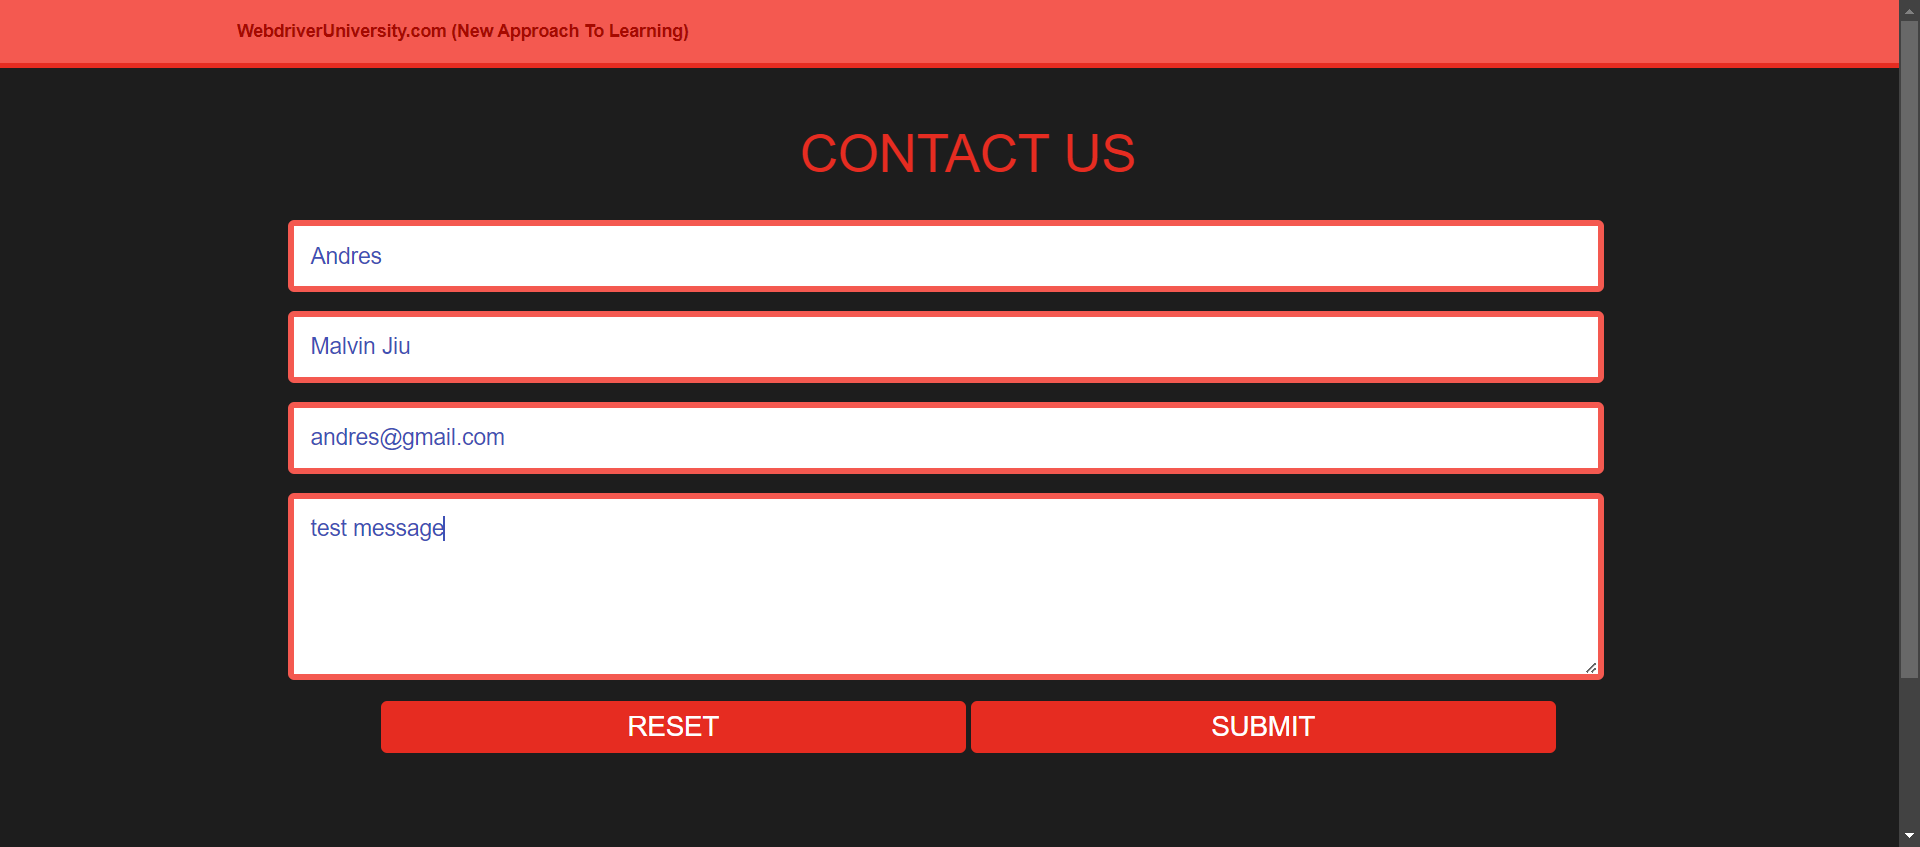 WebdriverUniversity.com (New Approach To Learning)
CONTACT US
Andres
Malvin Jiu
andres@gmail.com
test message
RESET
SUBMIT